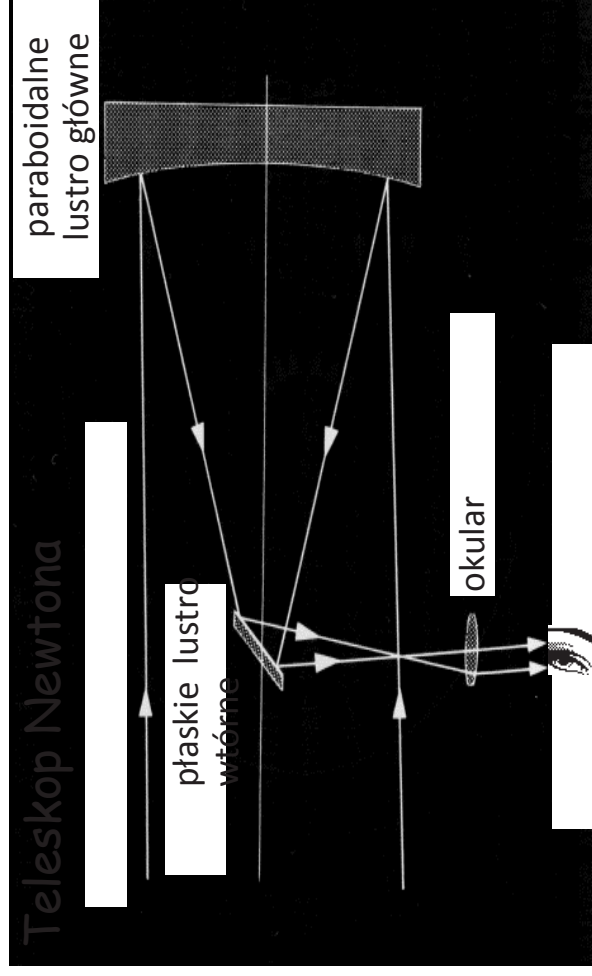 Teleskop Newtona
paraboidalne
lustro główne
płaskie lustro
wtórne
okular